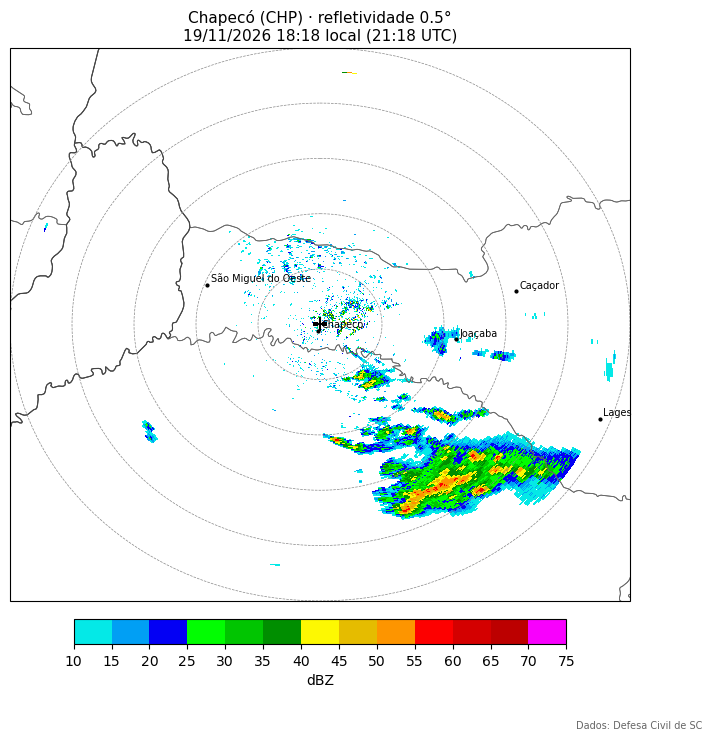 Chapecó (CHP) · refletividade 0.5°
19/11/2026 18:18 local (21:18 UTC)
São Miguel do Oeste
Caçador
Chapecó
Joaçaba
Lages
10 15 20 25 30 35 40 45 50 55 60 65 70 75
dBZ
Dados: Defesa Civil de SC